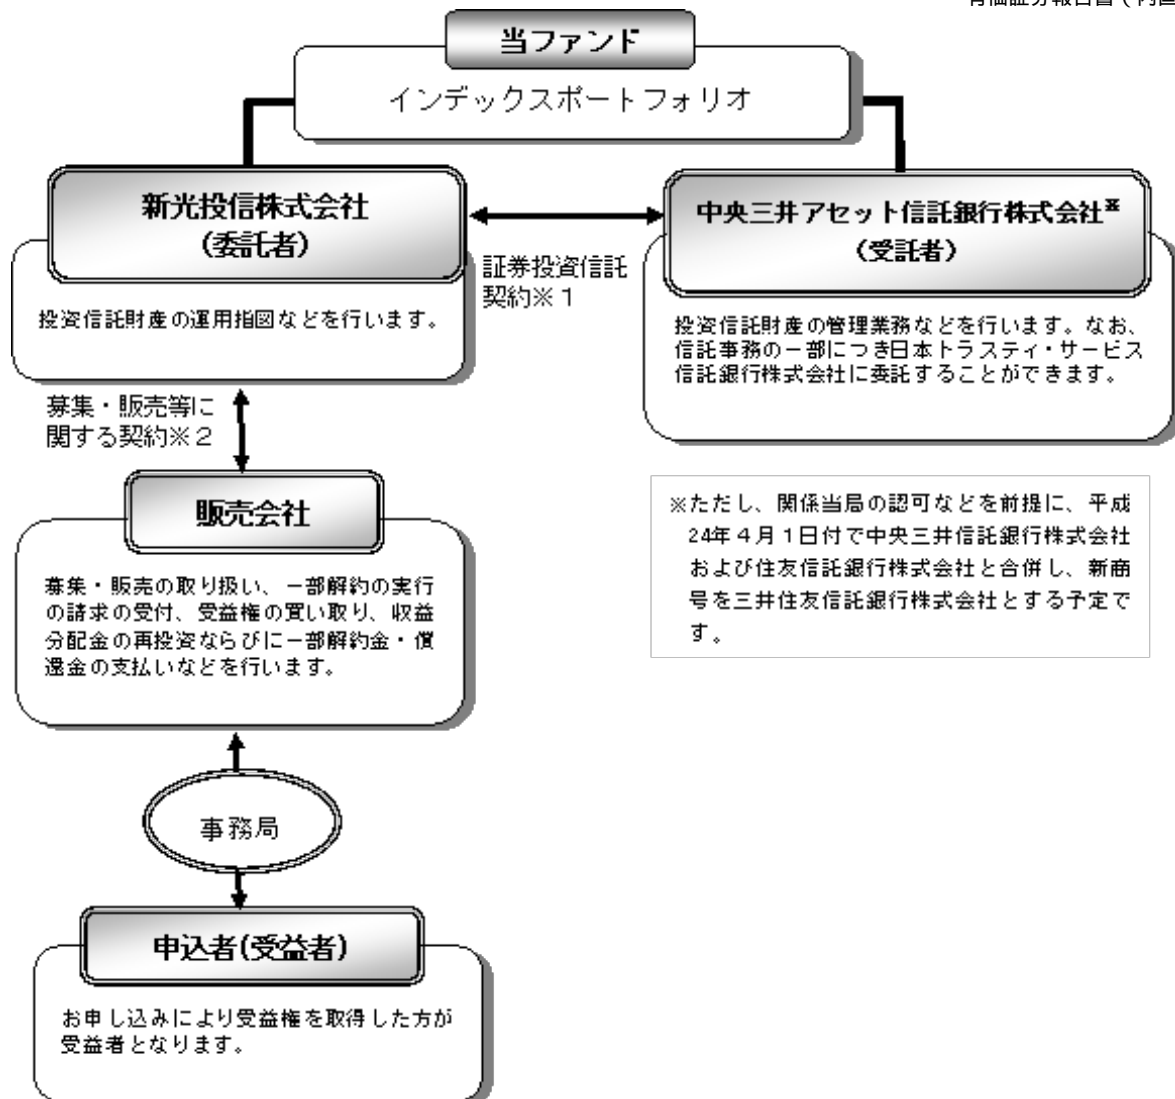 当ファンド
インデックスポートフォリオ
新光投信株式会社
(委託者)
投資信託財産の運用指図などを行います。
証券投資信託
契約※1
中央三井アセット信託銀行株式会社※
(受託者)
投資信託財産の管理業務などを行います。なお、
信託事務の一部につき日本トラスティ・サービス
信託銀行株式会社に委託することができます。
募集・販売等に
関する契約※2
販売会社
募集・販売の取り扱い、一部解約の実行
の請求の受付、受益権の買い取り、収益
分配金の再投資ならびに一部解約金・償
還金の支払いなどを行います。
※ただし、関係当局の認可などを前提に、平成
24年4月1日付で中央三井信託銀行株式会社
および住友信託銀行株式会社と合併し、新商
号を三井住友信託銀行株式会社とする予定で
す。
事務局
申込者(受益者)
お申し込みにより受益権を取得した方が
受益者となります。